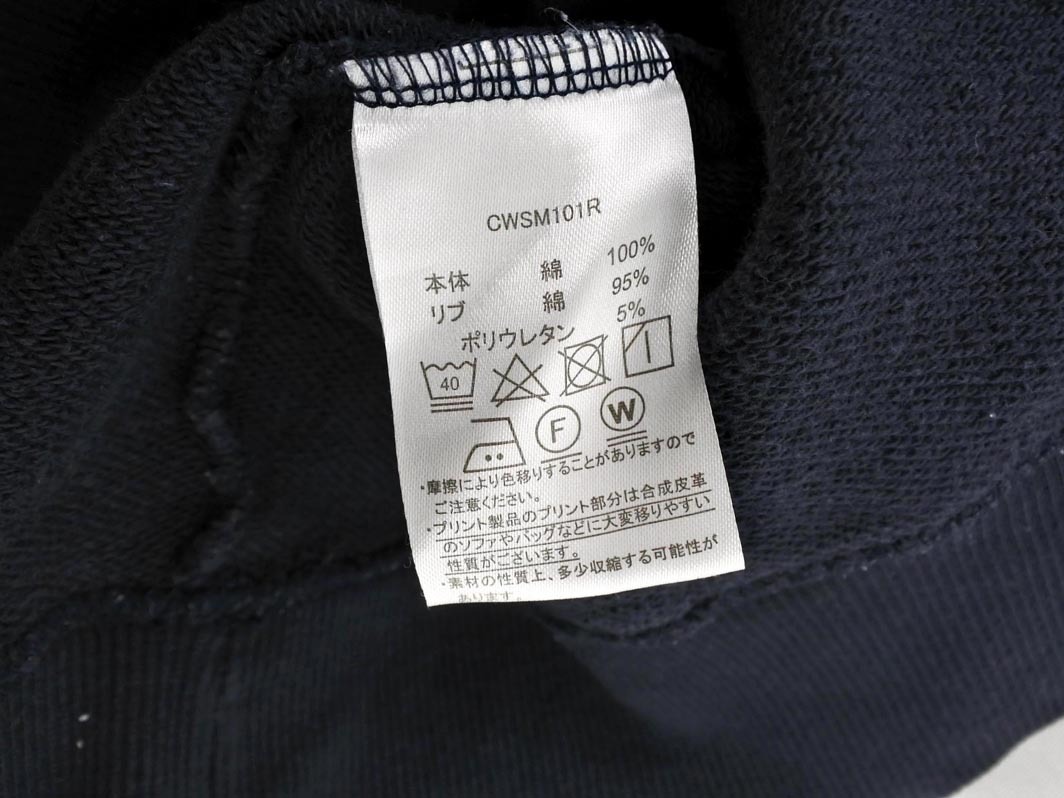 CWSM101R
本体 綿 100%
リブ 綿 95%
ポリウレタン 5%
40
F W
・摩擦により色移りすることがありますので
ご注意ください。
・プリント製品のプリント部分は合成皮革
のソファやバッグなどに大変移りやすい
性質がございます。
・素材の性質上、多少収縮する可能性が
あります。